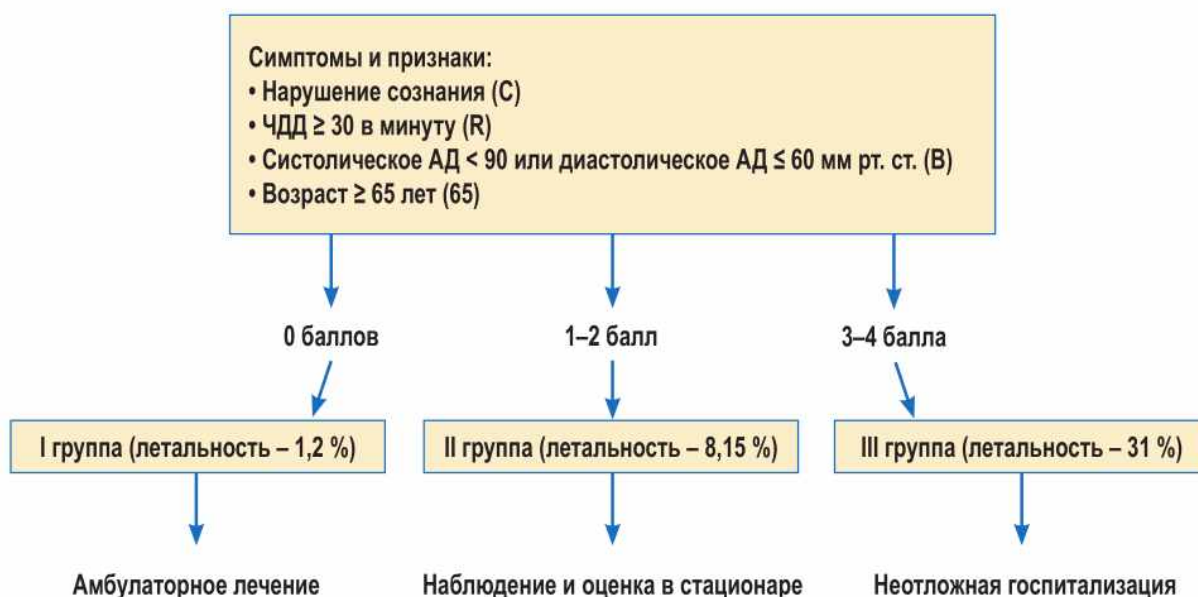 Симптомы и признаки:
• Нарушение сознания (С)
• ЧДД ≥ 30 в минуту (R)
• Систолическое АД < 90 или диастолическое АД ≤ 60 мм рт. ст. (В)
• Возраст ≥ 65 лет (65)
0 баллов
1–2 балл
3–4 балла
I группа (летальность – 1,2 %)
II группа (летальность – 8,15 %)
III группа (летальность – 31 %)
Амбулаторное лечение
Наблюдение и оценка в стационаре
Неотложная госпитализация